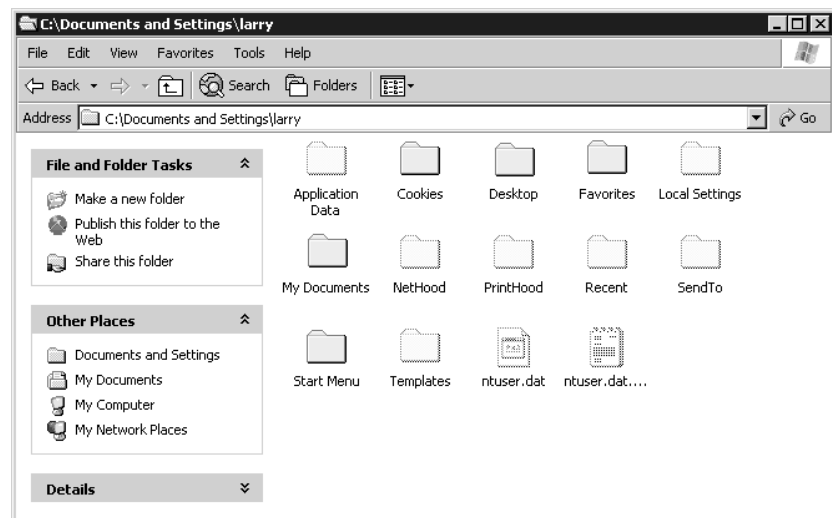 C:\Documents and Settings\larry
File Edit View Favorites Tools Help
Back Search Folders
Address C:\Documents and Settings\larry Go
File and Folder Tasks
Make a new folder
Publish this folder to the
Web
Share this folder
Other Places
Documents and Settings
My Documents
My Computer
My Network Places
Details
Application
Data
Cookies
Desktop
Favorites
Local Settings
My Documents
NetHood
PrintHood
Recent
SendTo
Start Menu
Templates
ntuser.dat
ntuser.dat....